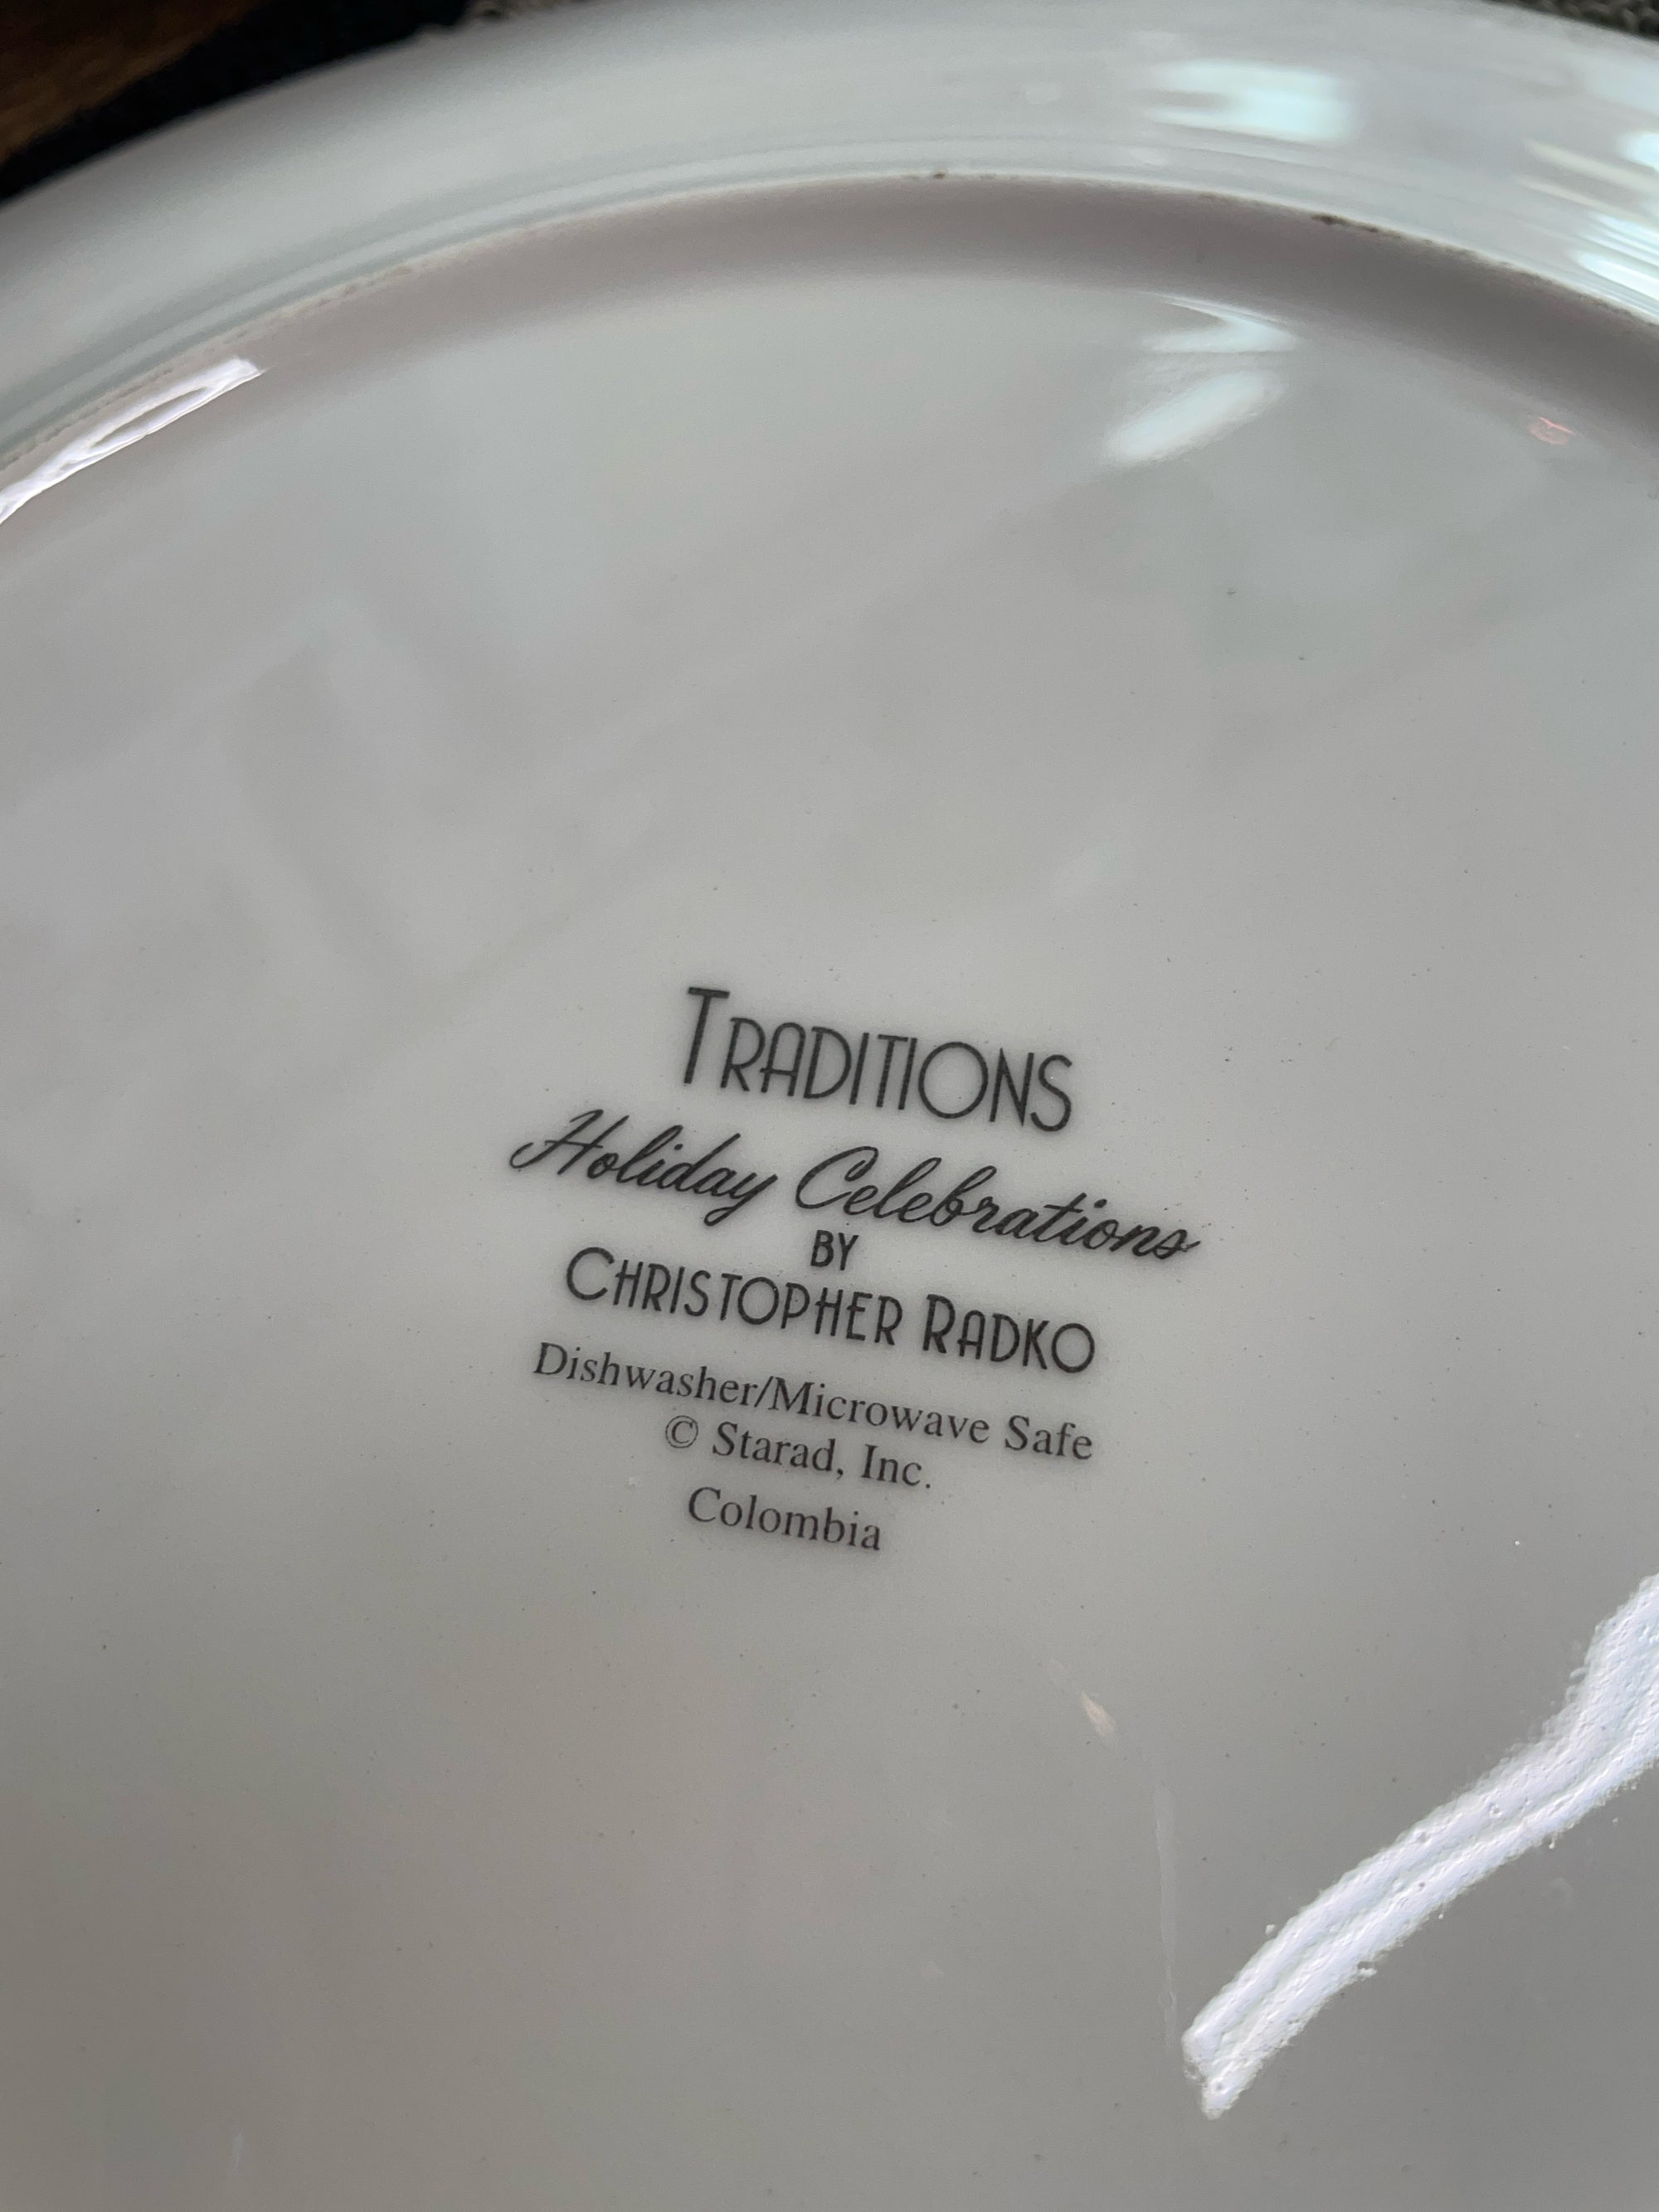 TRADITIONS
Holiday Celebrations
BY
CHRISTOPHER RADKO
Dishwasher/Microwave Safe
© Starad, Inc.
Colombia